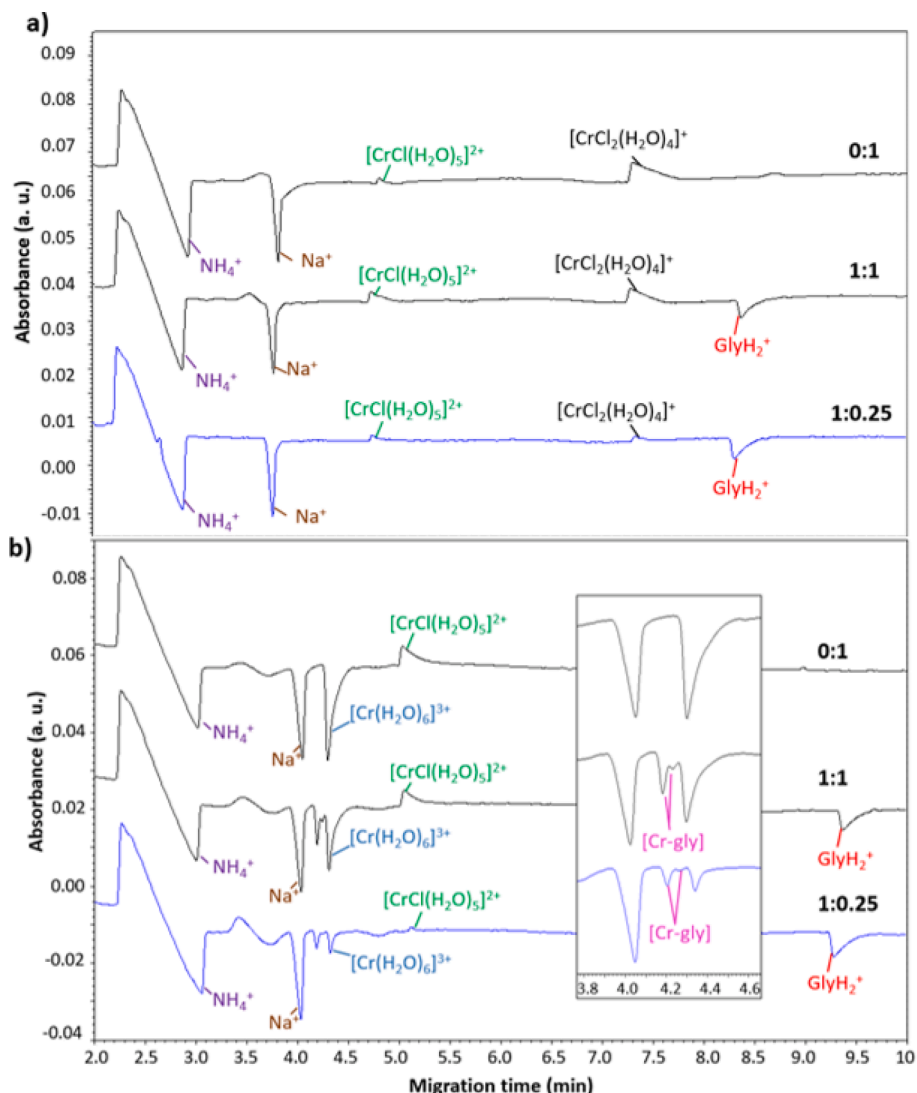 a)
0.09
0.08
0.07
0.06
0.05
0.04
0.03
0.02
0.01
0.00
-0.01
Absorbance (a. u.)
[CrCl₂(H₂O)₄]⁺
[CrCl(H₂O)₅]²⁺
0:1
NH₄⁺
Na⁺
[CrCl(H₂O)₅]²⁺
[CrCl₂(H₂O)₄]⁺
1:1
NH₄⁺
Na⁺
GlyH₂⁺
[CrCl(H₂O)₅]²⁺
[CrCl₂(H₂O)₄]⁺
1:0.25
NH₄⁺
Na⁺
GlyH₂⁺
b)
0.08
0.06
0.04
0.02
0.00
-0.02
-0.04
Absorbance (a. u.)
[CrCl(H₂O)₅]²⁺
0:1
NH₄⁺
Na⁺
[Cr(H₂O)₆]³⁺
[CrCl(H₂O)₅]²⁺
1:1
NH₄⁺
Na⁺
[Cr(H₂O)₆]³⁺
[Cr-gly]
GlyH₂⁺
[CrCl(H₂O)₅]²⁺
1:0.25
NH₄⁺
Na⁺
[Cr(H₂O)₆]³⁺
[Cr-gly]
GlyH₂⁺
3.8 4.0 4.2 4.4 4.6
2.0 2.5 3.0 3.5 4.0 4.5 5.0 5.5 6.0 6.5 7.0 7.5 8.0 8.5 9.0 9.5 10
Migration time (min)